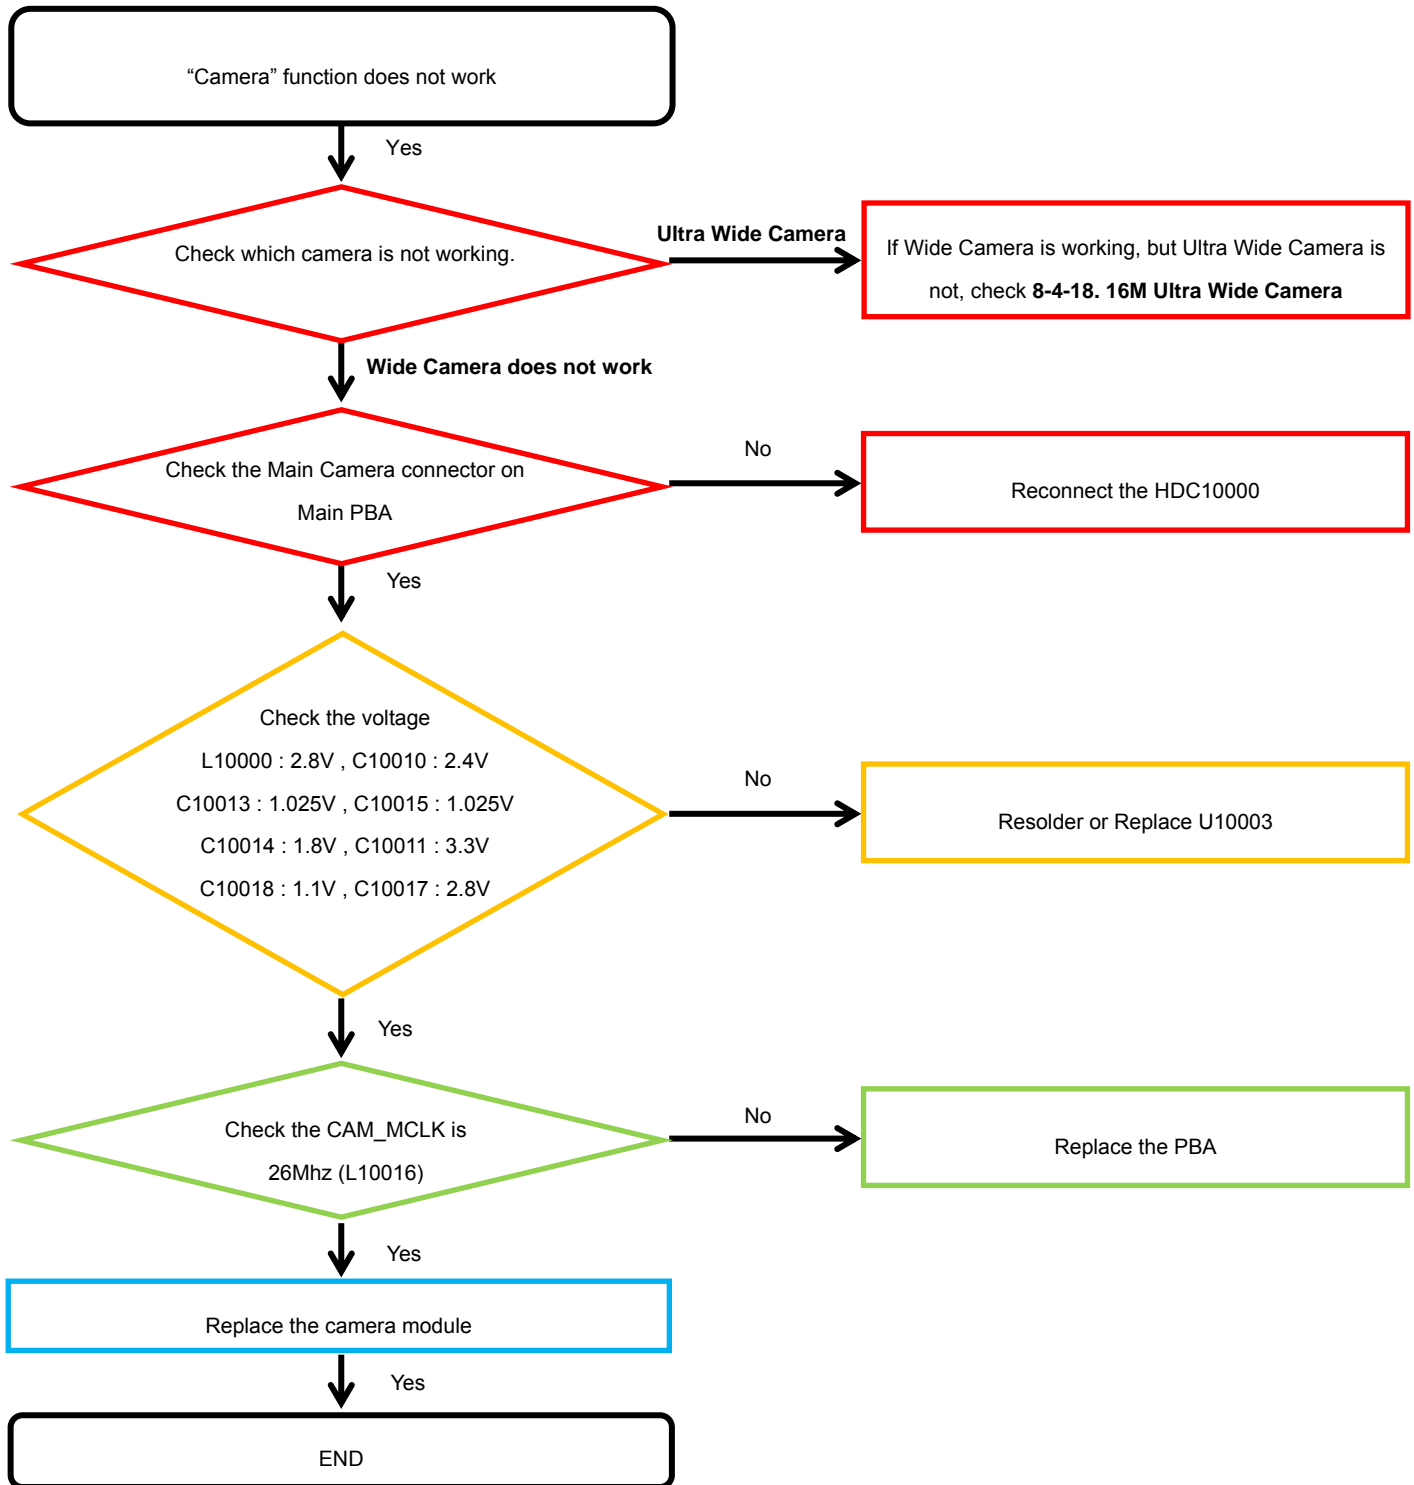 “Camera” function does not work
Yes
Check which camera is not working.
Ultra Wide Camera
If Wide Camera is working, but Ultra Wide Camera is
not, check 8-4-18. 16M Ultra Wide Camera
Wide Camera does not work
Check the Main Camera connector on
Main PBA
No
Reconnect the HDC10000
Yes
Check the voltage
L10000 : 2.8V , C10010 : 2.4V
C10013 : 1.025V , C10015 : 1.025V
C10014 : 1.8V , C10011 : 3.3V
C10018 : 1.1V , C10017 : 2.8V
No
Resolder or Replace U10003
Yes
Check the CAM_MCLK is
26Mhz (L10016)
No
Replace the PBA
Yes
Replace the camera module
Yes
END